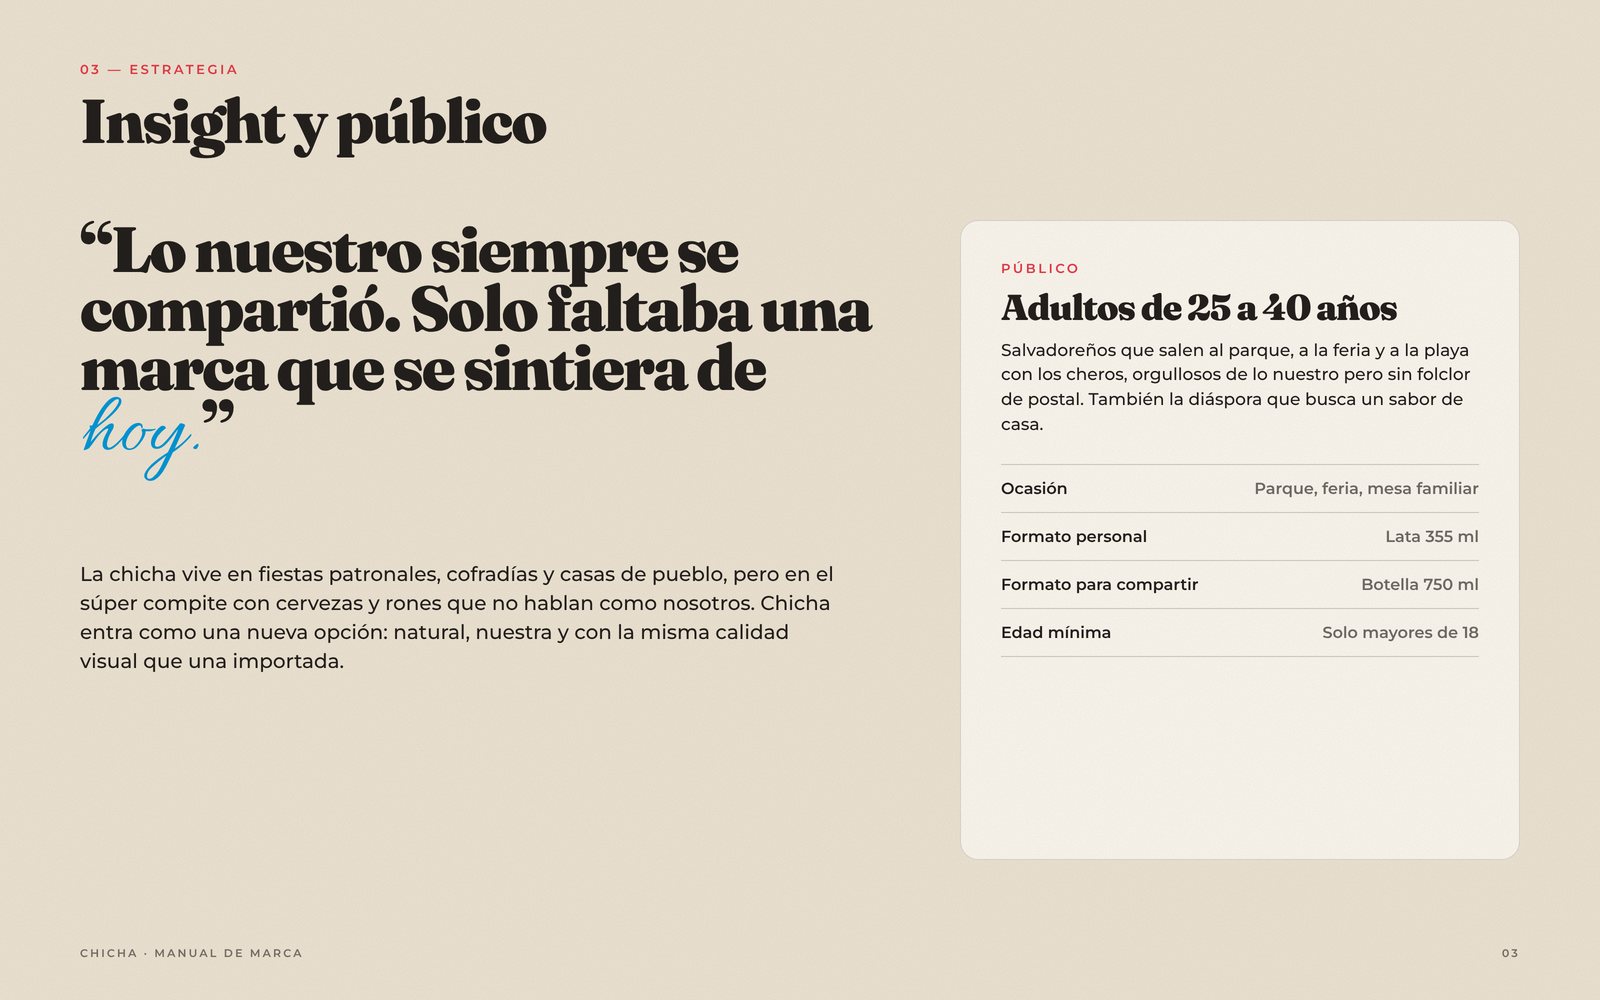 03 — ESTRATEGIA
Insight y público
“Lo nuestro siempre se
compartió. Solo faltaba una
marca que se sintiera de
hoy.”
La chicha vive en fiestas patronales, cofradías y casas de pueblo, pero en el
súper compite con cervezas y rones que no hablan como nosotros. Chicha
entra como una nueva opción: natural, nuestra y con la misma calidad
visual que una importada.
PÚBLICO
Adultos de 25 a 40 años
Salvadoreños que salen al parque, a la feria y a la playa
con los cheros, orgullosos de lo nuestro pero sin folclor
de postal. También la diáspora que busca un sabor de
casa.
Ocasión Parque, feria, mesa familiar
Formato personal Lata 355 ml
Formato para compartir Botella 750 ml
Edad mínima Solo mayores de 18
CHICHA · MANUAL DE MARCA
03